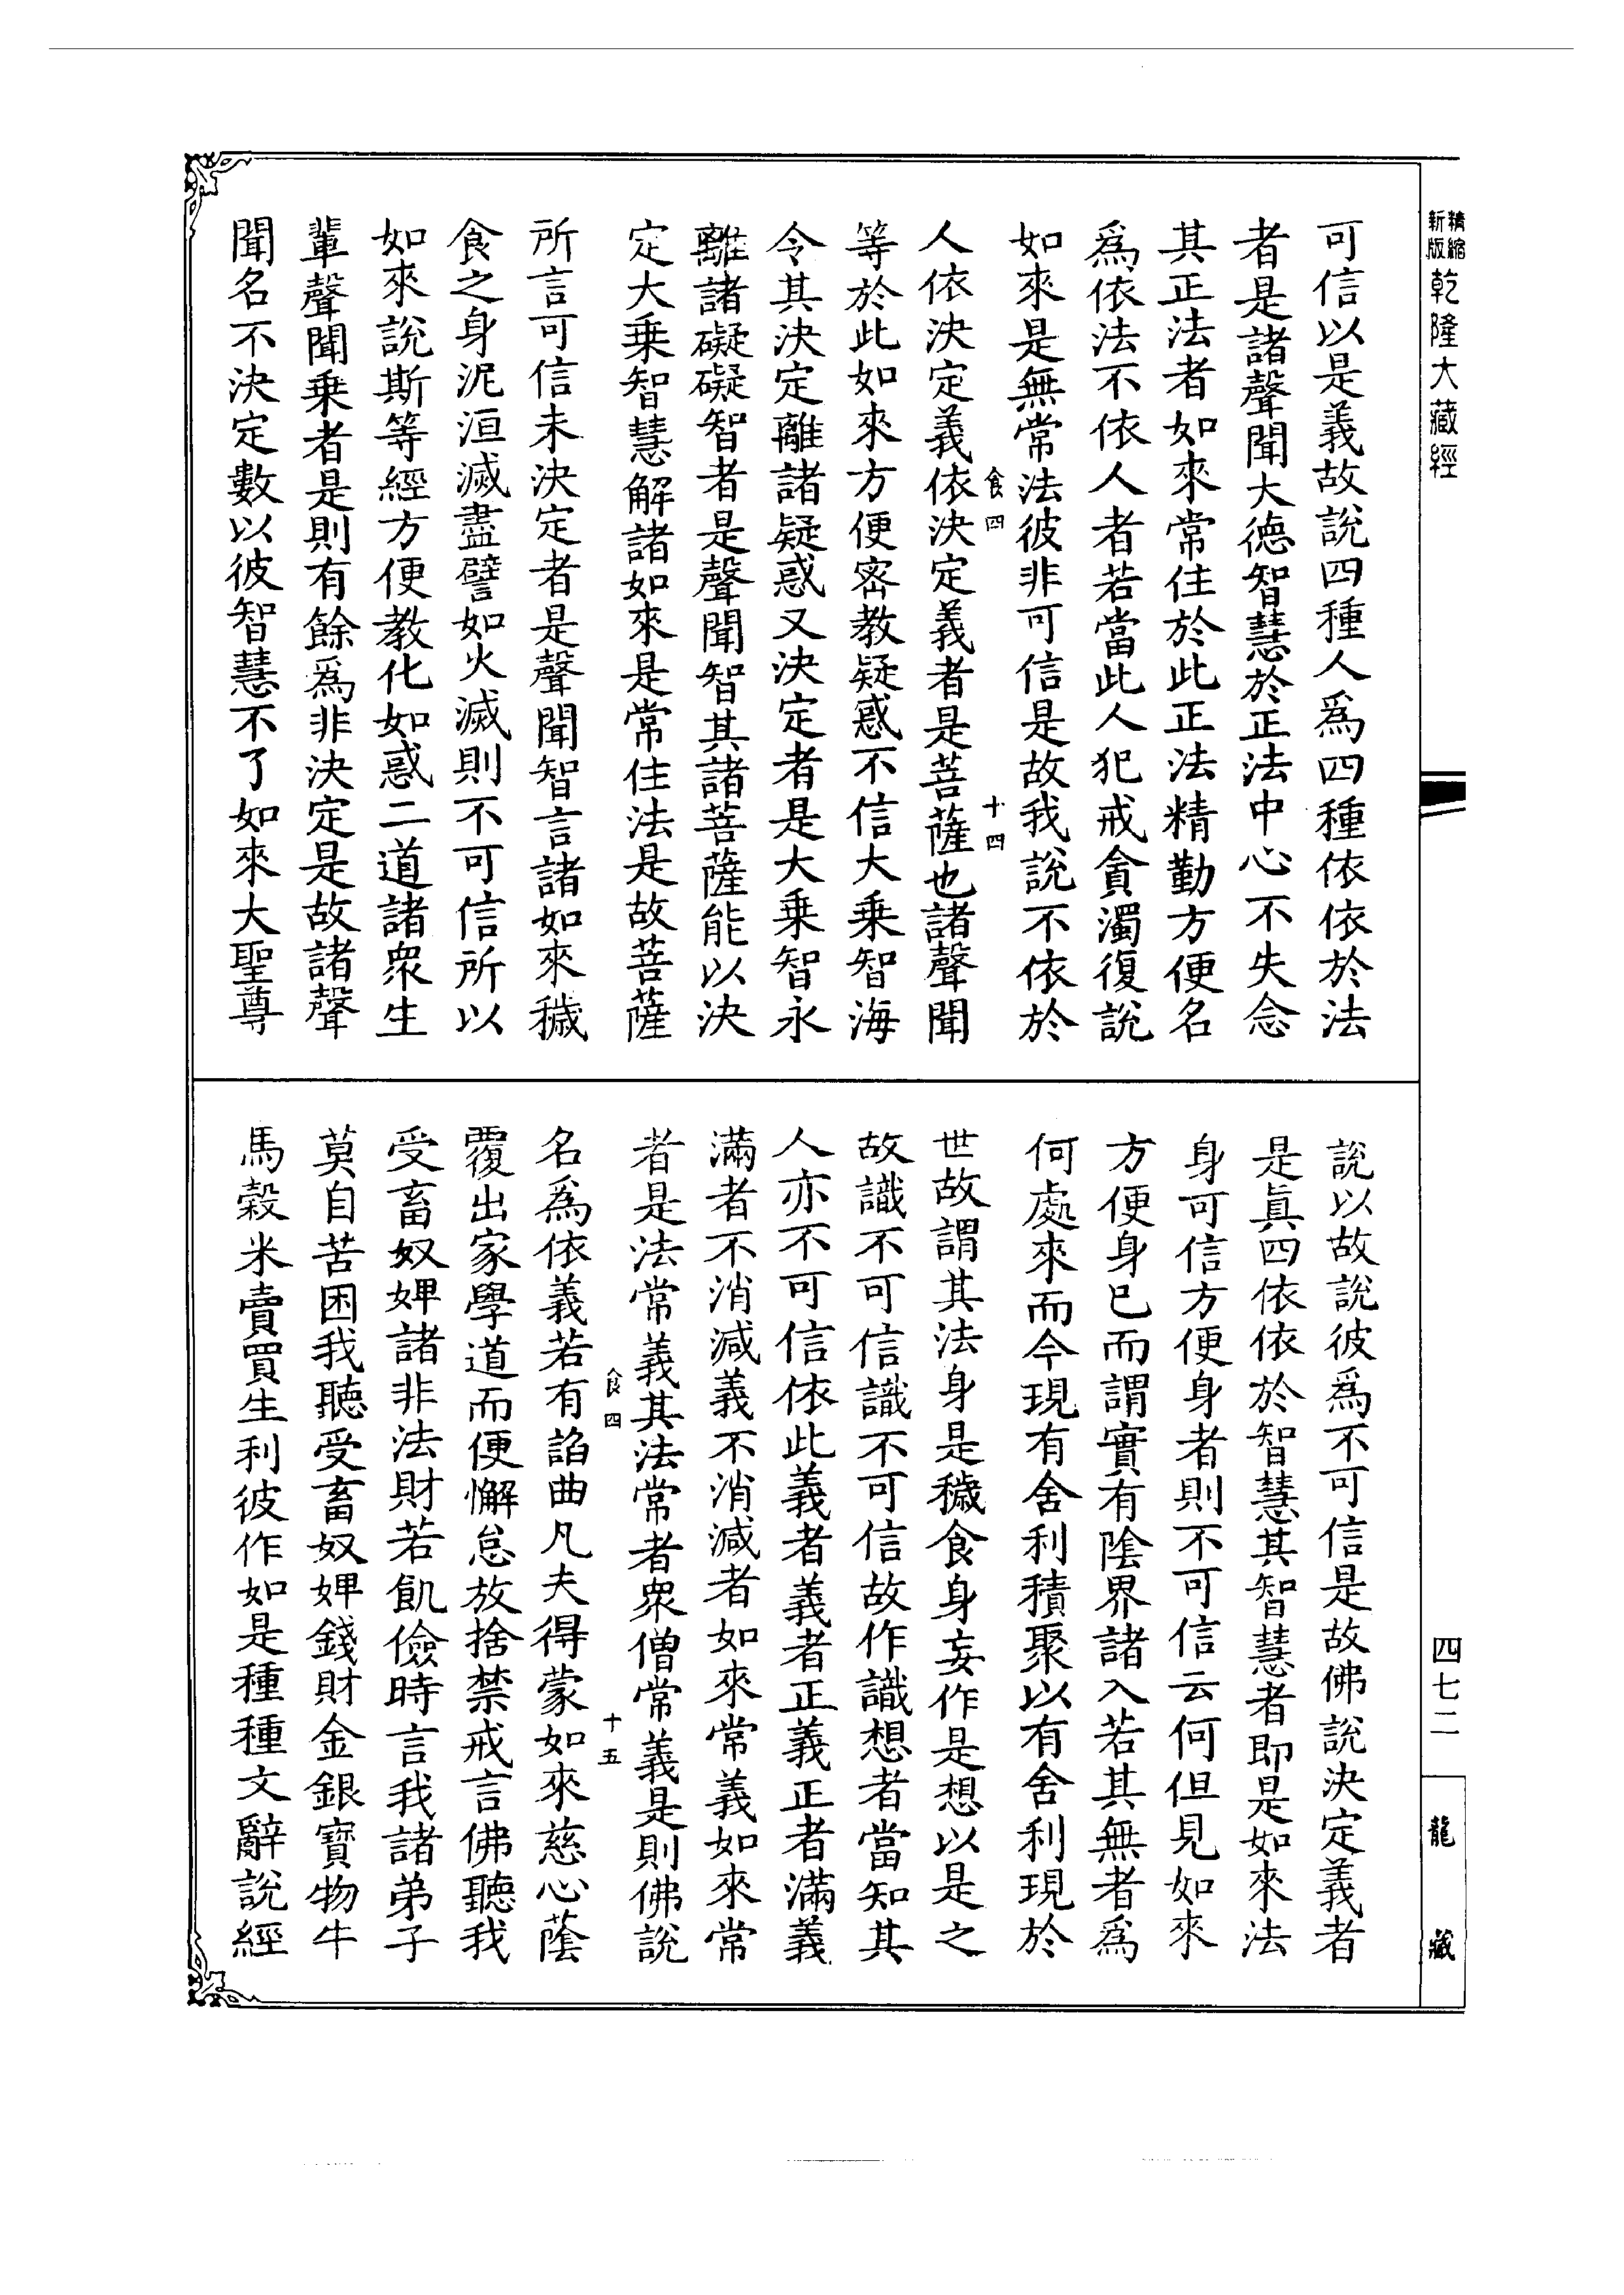 精縮
新版
乾隆大藏經
可信以是義故說四種人為四種依依於法
者是諸聲聞大德智慧於正法中心不失念
其正法者如來常住於此正法精勤方便名
為依法不依人者若當此人犯戒貪濁復說
如來是無常法彼非可信是故我說不依於
食四
十四
人依決定義依決定義者是菩薩也諸聲聞
等於此如來方便密教疑惑不信大乘智海
令其決定離諸疑惑又決定者是大乘智永
離諸礙礙智者是聲聞智其諸菩薩能以決
定大乘智慧解諸如來是常住法是故菩薩
所言可信未決定者是聲聞智言諸如來穢
食之身泥洹滅盡譬如火滅則不可信所以
如來說斯等經方便教化如惑二道諸衆生
輩聲聞乘者是則有餘為非決定是故諸聲
聞名不決定數以彼智慧不了如來大聖尊
說以故說彼為不可信是故佛說決定義者
是眞四依依於智慧其智慧者即是如來法
身可信方便身者則不可信云何但見如來
方便身已而謂實有陰界諸入若其無者為
何處來而今現有舍利積聚以有舍利現於
世故謂其法身是穢食身妄作是想以是之
故識不可信識不可信故作識想者當知其
人亦不可信依此義者義者正義正者滿義
滿者不消減義不消減者如來常義如來常
者是法常義其法常者衆僧常義是則佛說
食四
十五
名為依義若有諂曲凡夫得蒙如來慈心蔭
覆出家學道而便懈怠放捨禁戒言佛聽我
受畜奴婢諸非法財若飢儉時言我諸弟子
莫自苦困我聽受畜奴婢錢財金銀寶物牛
馬穀米賣買生利彼作如是種種文辭說經
四七二
龍藏